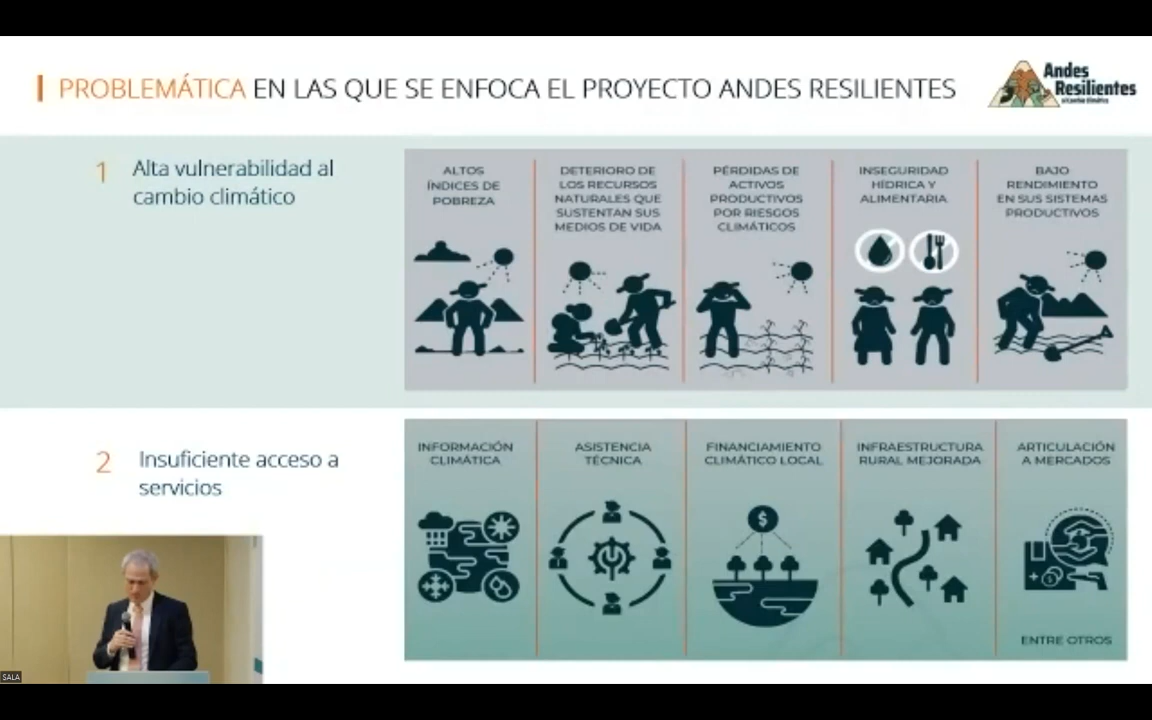 PROBLEMÁTICA EN LAS QUE SE ENFOCA EL PROYECTO ANDES RESILIENTES
Andes
Resilientes
al cambio climático
1
Alta vulnerabilidad al
cambio climático
ALTOS
ÍNDICES DE
POBREZA
DETERIORO DE
LOS RECURSOS
NATURALES QUE
SUSTENTAN SUS
MEDIOS DE VIDA
PÉRDIDAS DE
ACTIVOS
PRODUCTIVOS
POR RIESGOS
CLIMÁTICOS
INSEGURIDAD
HÍDRICA Y
ALIMENTARIA
BAJO
RENDIMIENTO
EN SUS SISTEMAS
PRODUCTIVOS
2
Insuficiente acceso a
servicios
INFORMACIÓN
CLIMÁTICA
ASISTENCIA
TÉCNICA
FINANCIAMIENTO
CLIMÁTICO LOCAL
$
INFRAESTRUCTURA
RURAL MEJORADA
ARTICULACIÓN
A MERCADOS
ENTRE OTROS
SALA